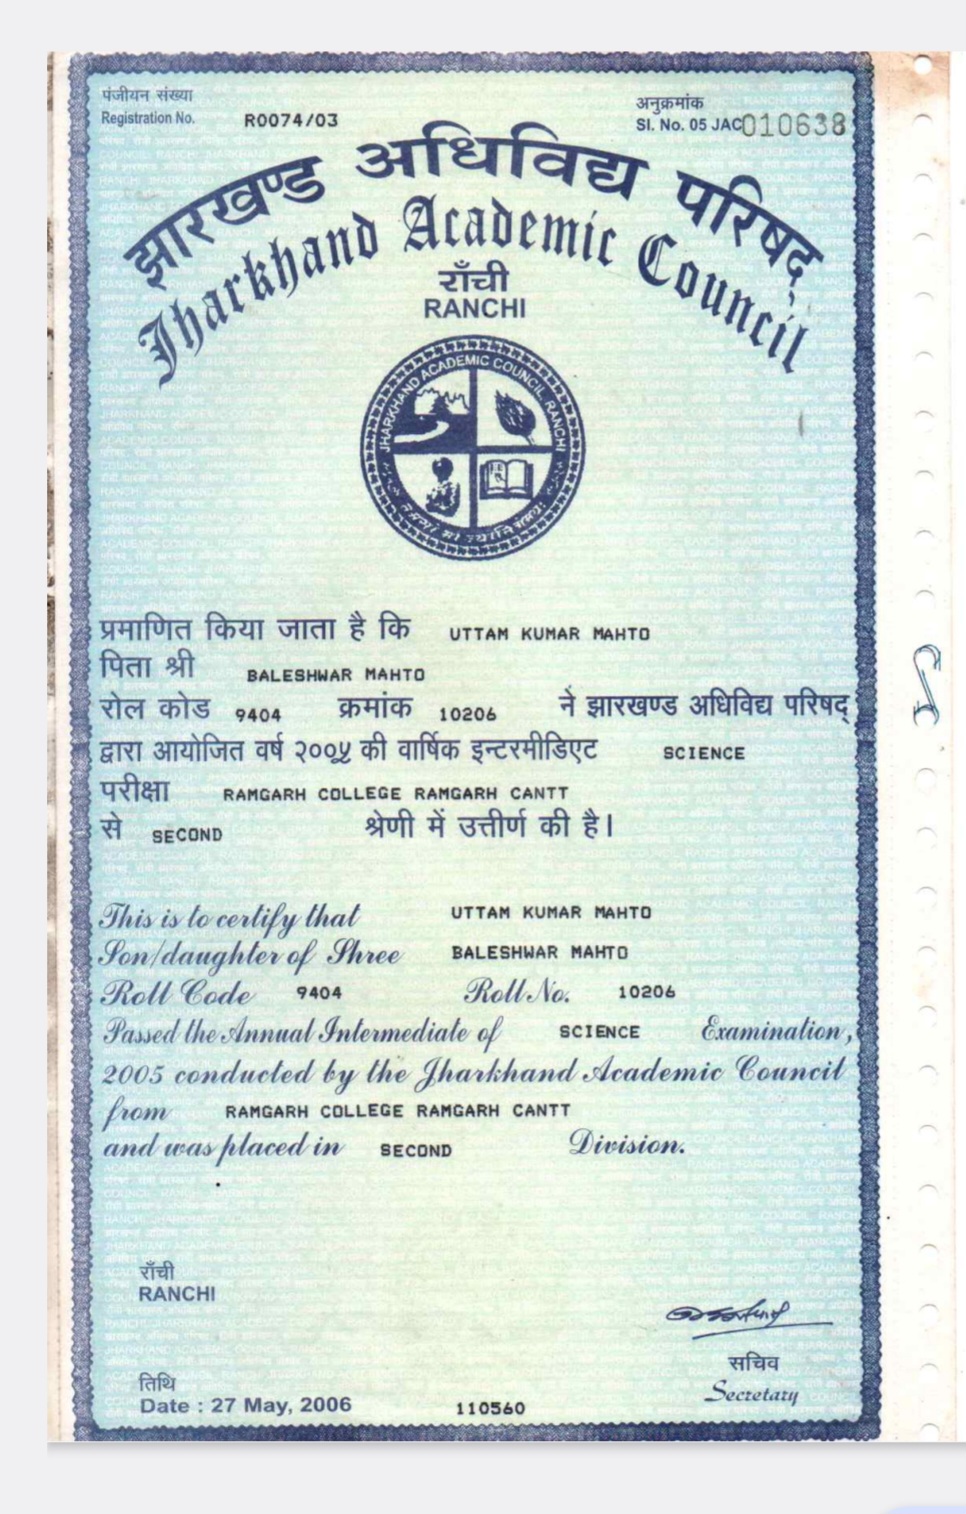 पंजीयन संख्या
Registration No. R0074/03
अनुक्रमांक
Sl. No. 05 JAC 010638
झारखण्ड अधिविद्य परिषद्
Jharkhand Academic Council
राँची
RANCHI
JHARKHAND ACADEMIC COUNCIL, RANCHI
तमसो मा ज्योतिर्गमय
प्रमाणित किया जाता है कि UTTAM KUMAR MAHTO
पिता श्री BALESHWAR MAHTO
रोल कोड 9404 क्रमांक 10206 ने झारखण्ड अधिविद्य परिषद्
द्वारा आयोजित वर्ष २००५ की वार्षिक इन्टरमीडिएट SCIENCE
परीक्षा RAMGARH COLLEGE RAMGARH CANTT
से SECOND श्रेणी में उत्तीर्ण की है।
This is to certify that UTTAM KUMAR MAHTO
Son/daughter of Shree BALESHWAR MAHTO
Roll Code 9404 Roll No. 10206
Passed the Annual Intermediate of SCIENCE Examination,
2005 conducted by the Jharkhand Academic Council
from RAMGARH COLLEGE RAMGARH CANTT
and was placed in SECOND Division.
राँची
RANCHI
सचिव
Secretary
तिथि
Date : 27 May, 2006
110560